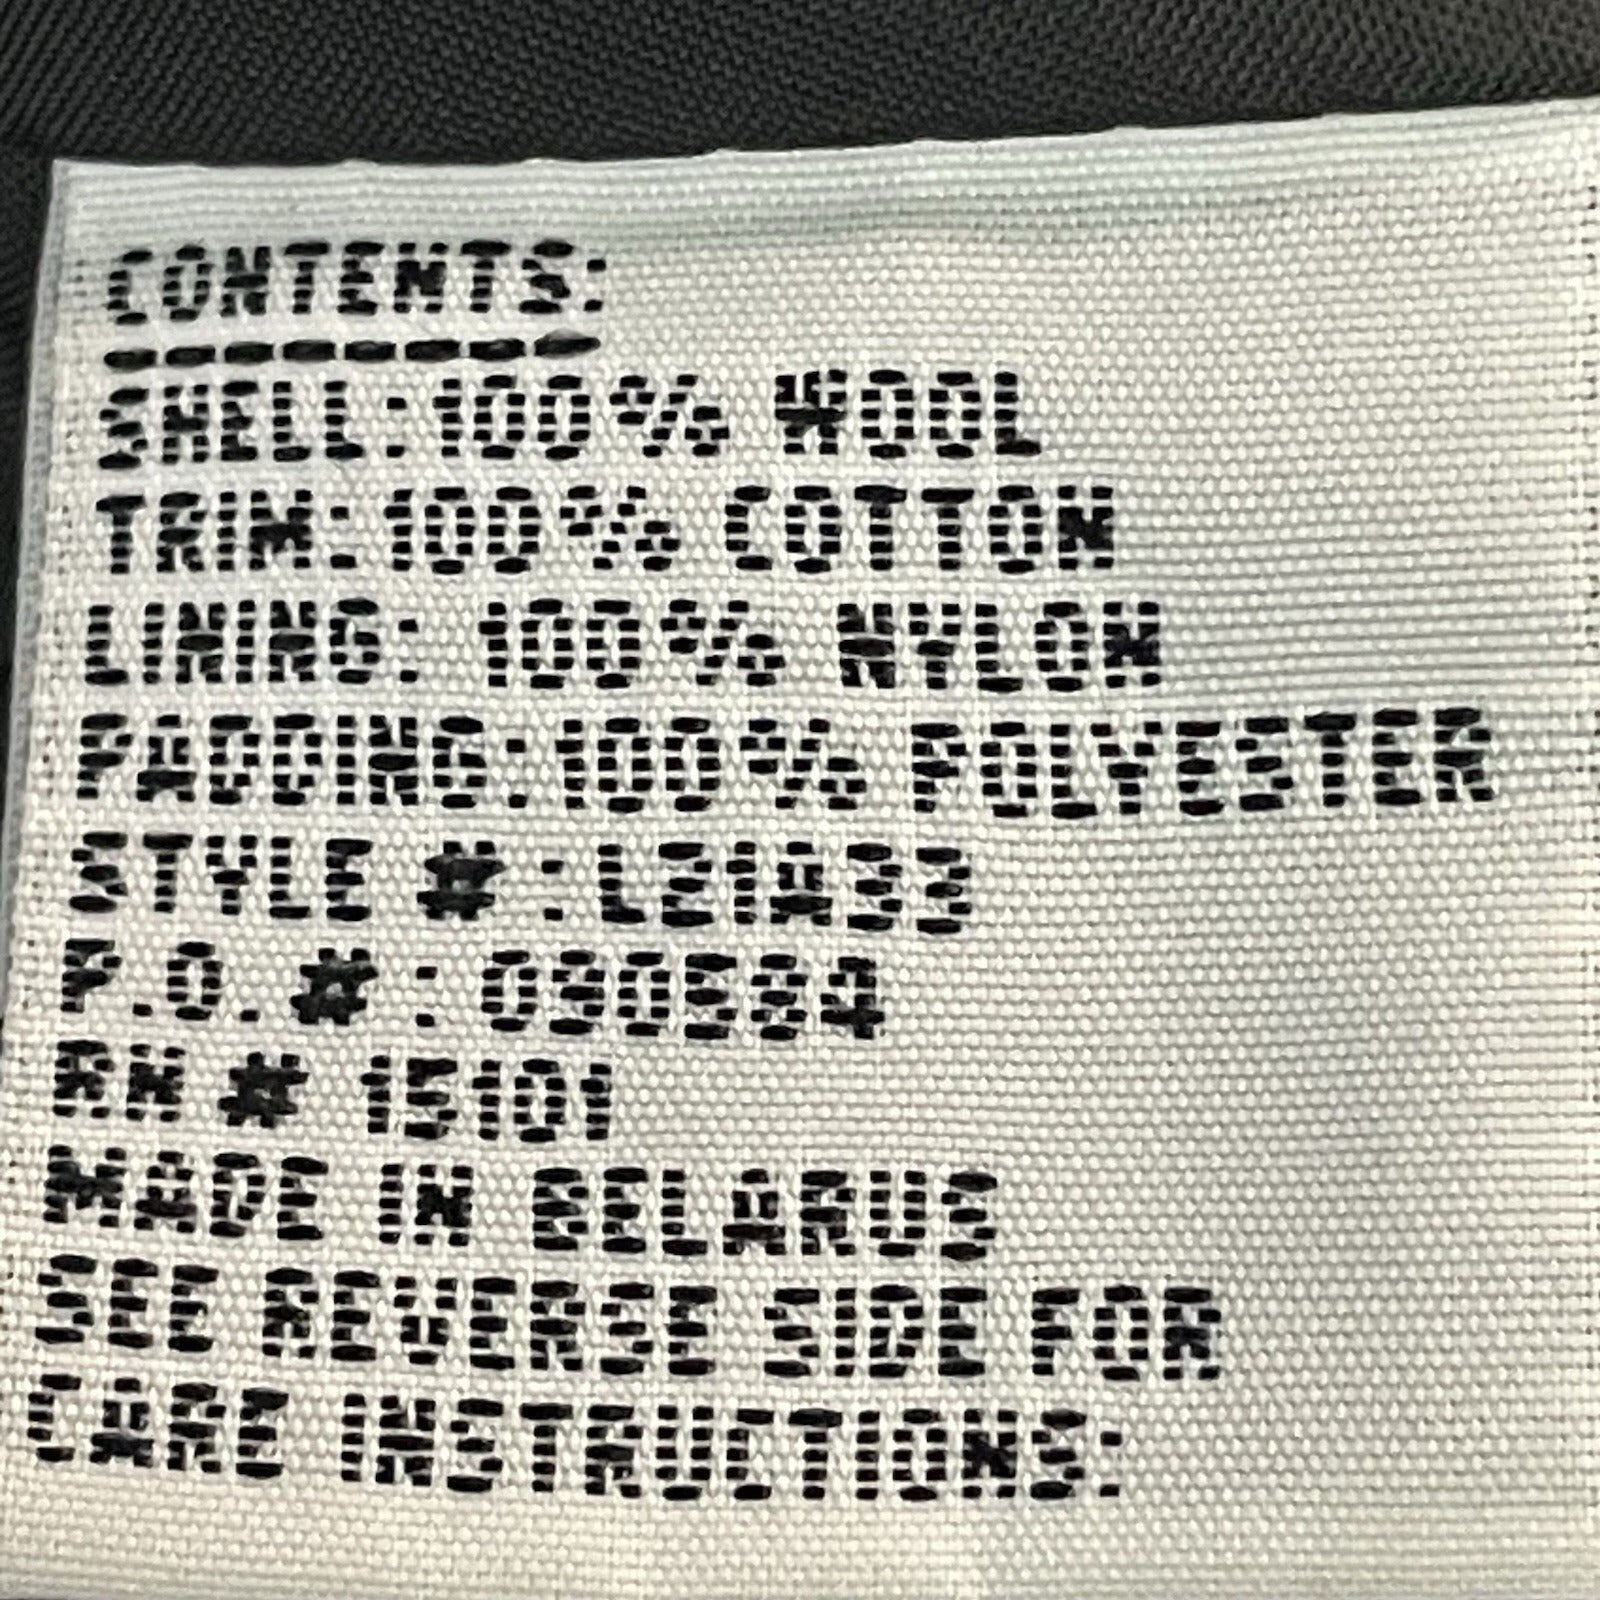 CONTENTS:
SHELL:100% WOOL
TRIM:100% COTTON
LINING: 100% NYLON
PADDING:100% POLYESTER
STYLE #:L21A33
P.O.#: 090584
RN # 15101
MADE IN BELARUS
SEE REVERSE SIDE FOR
CARE INSTRUCTIONS: